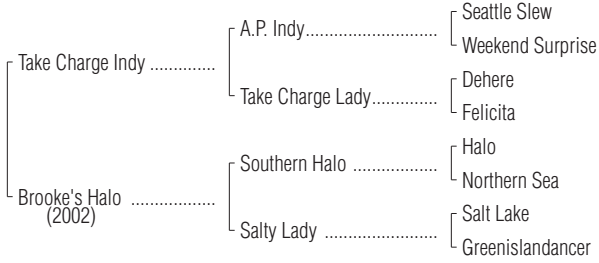 Seattle Slew
A.P. Indy
Weekend Surprise
Take Charge Indy
Dehere
Take Charge Lady
Felicita
Halo
Southern Halo
Northern Sea
Brooke's Halo
(2002)
Salt Lake
Salty Lady
Greenislandancer